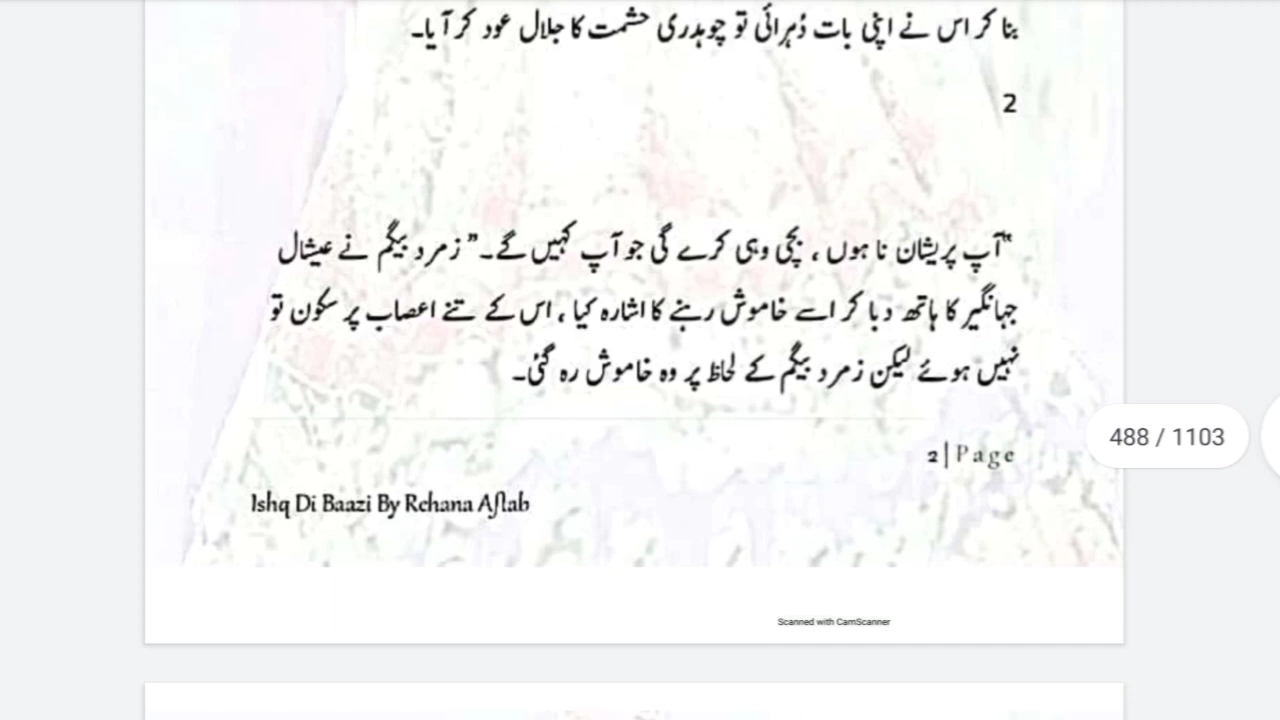 بنا کر اس نے اپنی بات دُہرائی تو چوہدری حشمت کا جلال عود کر آیا۔
2
"آپ پریشان نا ہوں ، بچی وہی کرے گی جو آپ کہیں گے۔" زمرد بیگم نے عیشال
جہانگیر کا ہاتھ دبا کر اسے خاموش رہنے کا اشارہ کیا ، اس کے تنے اعصاب پر سکون تو
نہیں ہوئے لیکن زمرد بیگم کے لحاظ پر وہ خاموش رہ گئی۔
488 / 1103
2 | Page
Ishq Di Baazi By Rehana Aftab
Scanned with CamScanner